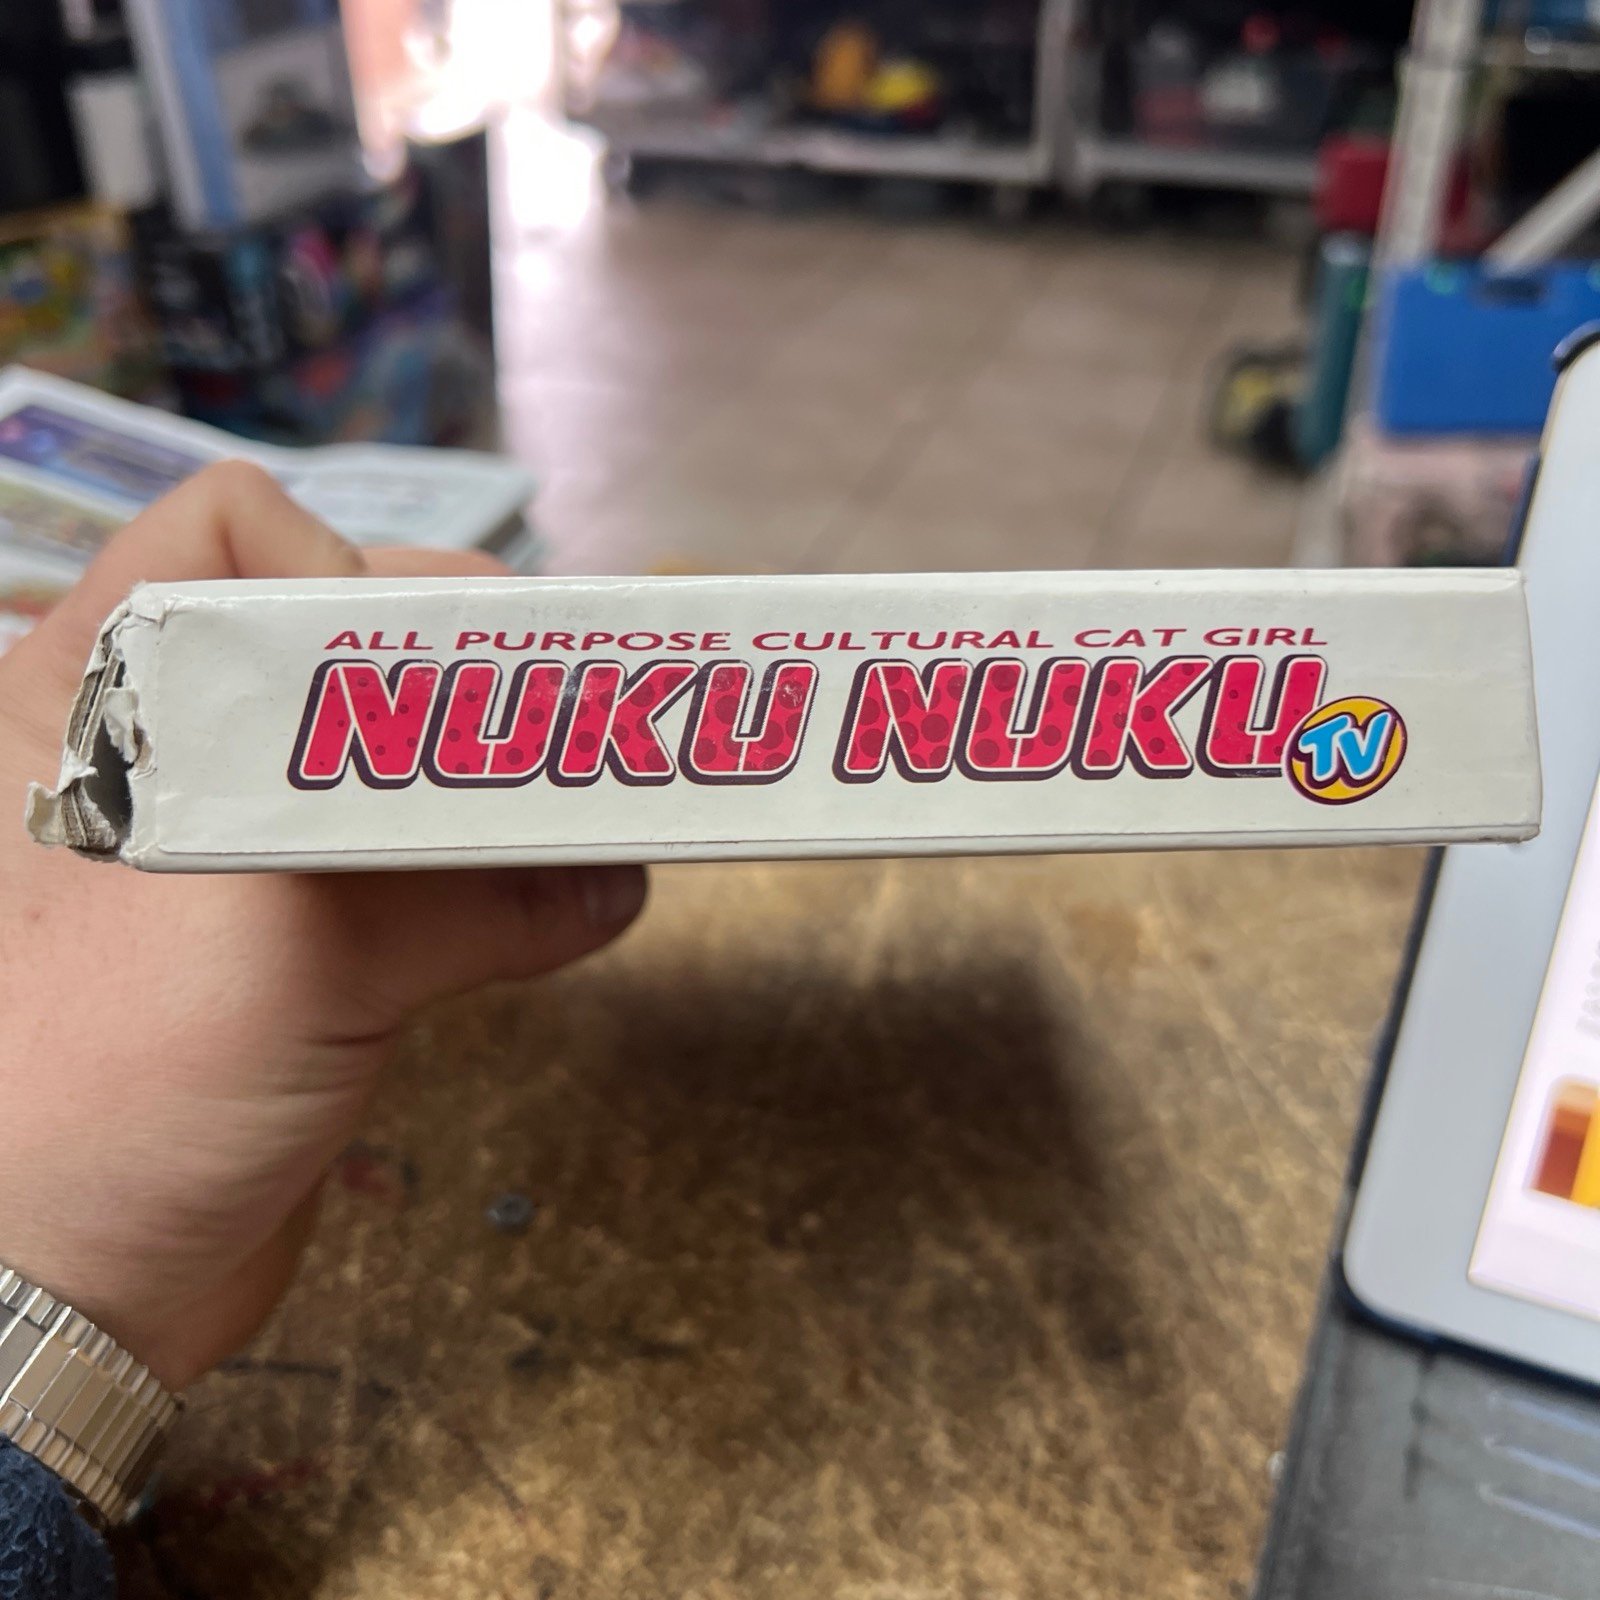 ALL PURPOSE CULTURAL CAT GIRL
NUKU NUKU
TV